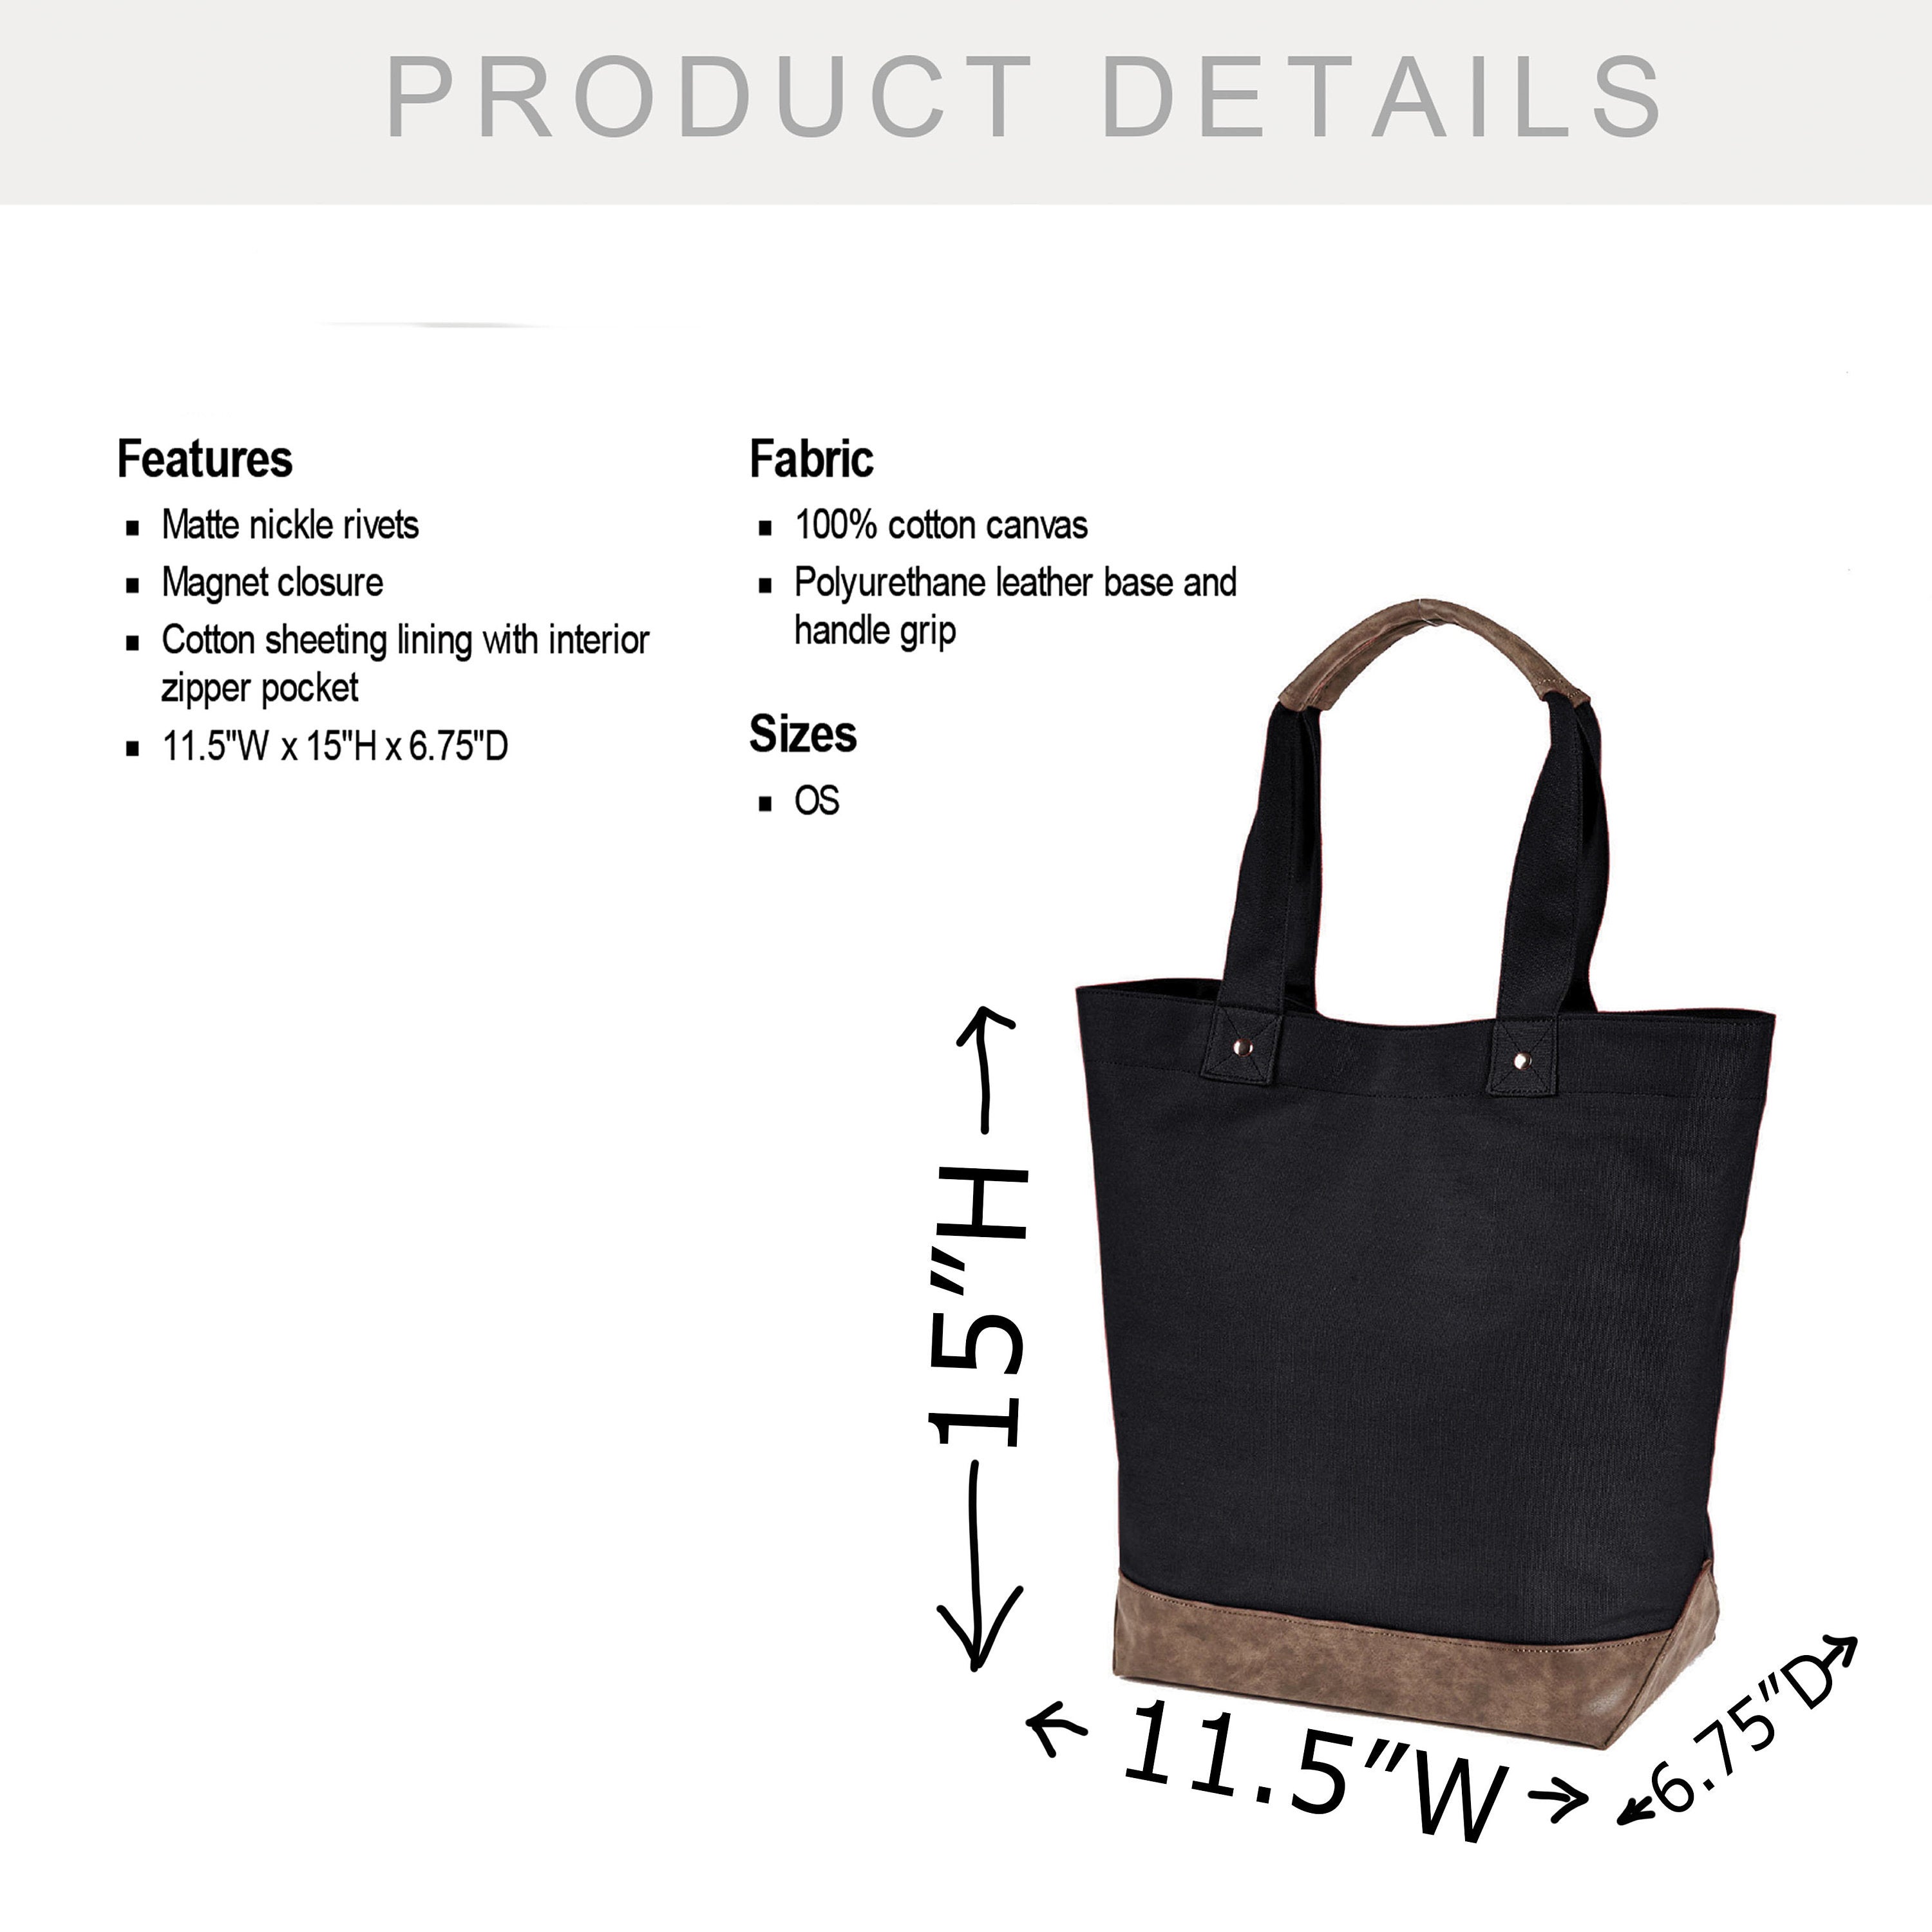 PRODUCT DETAILS
Features
▪ Matte nickle rivets
▪ Magnet closure
▪ Cotton sheeting lining with interior
zipper pocket
▪ 11.5"W x 15"H x 6.75"D
Fabric
▪ 100% cotton canvas
▪ Polyurethane leather base and
handle grip
Sizes
▪ OS
15”H
11.5”W
6.75”D